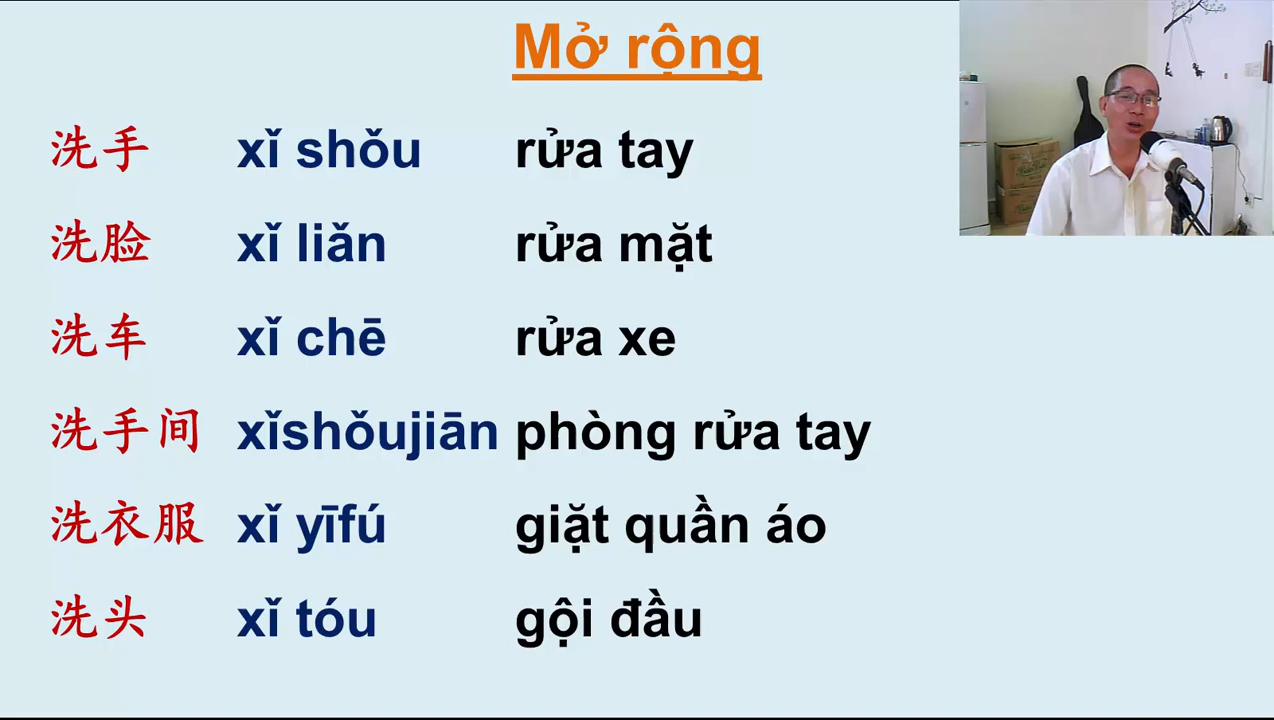 Mở rộng
洗手 xǐ shǒu rửa tay
洗脸 xǐ liǎn rửa mặt
洗车 xǐ chē rửa xe
洗手间 xǐshǒujiān phòng rửa tay
洗衣服 xǐ yīfú giặt quần áo
洗头 xǐ tóu gội đầu